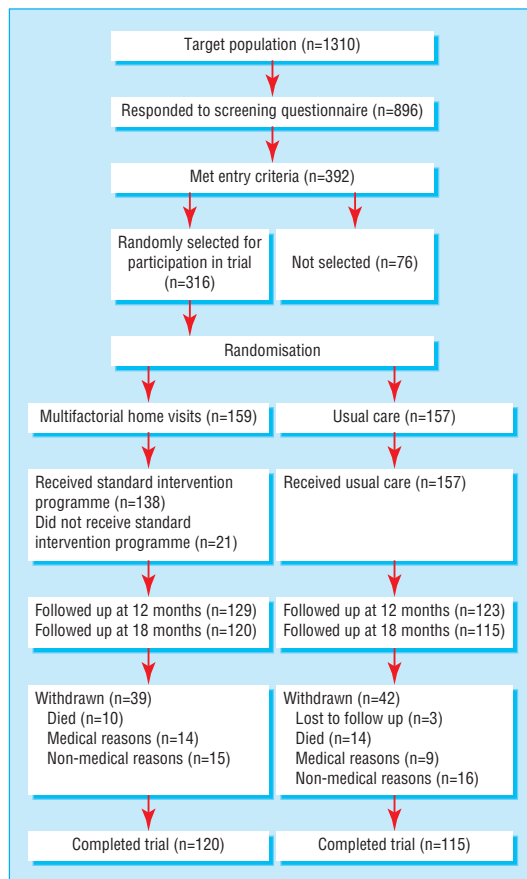 Target population (n=1310)
Responded to screening questionnaire (n=896)
Met entry criteria (n=392)
Randomly selected for
participation in trial
(n=316)
Not selected (n=76)
Randomisation
Multifactorial home visits (n=159)
Usual care (n=157)
Received standard intervention
programme (n=138)
Did not receive standard
intervention programme (n=21)
Received usual care (n=157)
Followed up at 12 months (n=129)
Followed up at 18 months (n=120)
Followed up at 12 months (n=123)
Followed up at 18 months (n=115)
Withdrawn (n=39)
Died (n=10)
Medical reasons (n=14)
Non-medical reasons (n=15)
Withdrawn (n=42)
Lost to follow up (n=3)
Died (n=14)
Medical reasons (n=9)
Non-medical reasons (n=16)
Completed trial (n=120)
Completed trial (n=115)